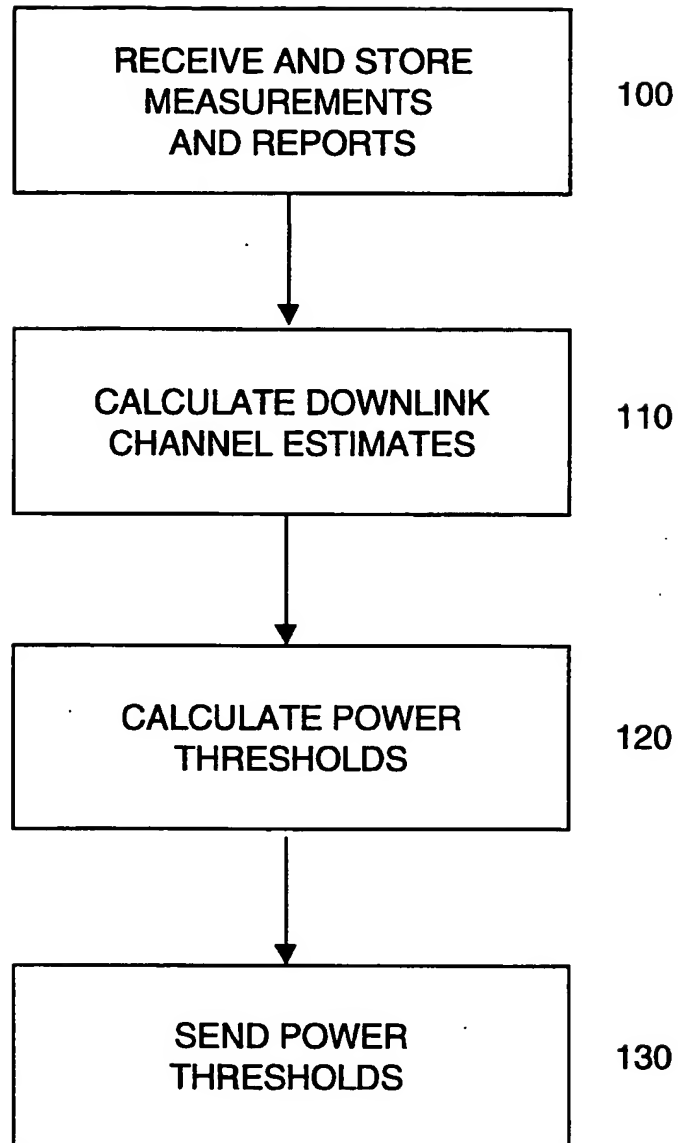 RECEIVE AND STORE
MEASUREMENTS
AND REPORTS
100
CALCULATE DOWNLINK
CHANNEL ESTIMATES
110
CALCULATE POWER
THRESHOLDS
120
SEND POWER
THRESHOLDS
130